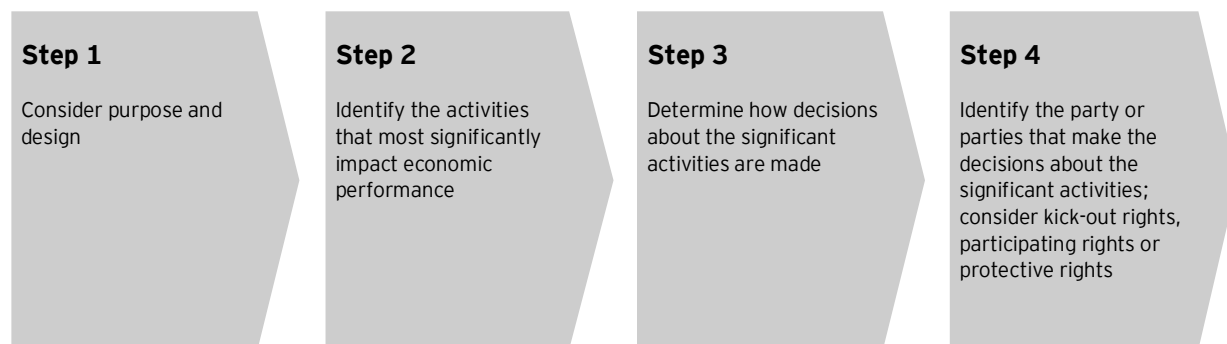 Step 1
Consider purpose and
design
Step 2
Identify the activities
that most significantly
impact economic
performance
Step 3
Determine how decisions
about the significant
activities are made
Step 4
Identify the party or
parties that make the
decisions about the
significant activities;
consider kick-out rights,
participating rights or
protective rights